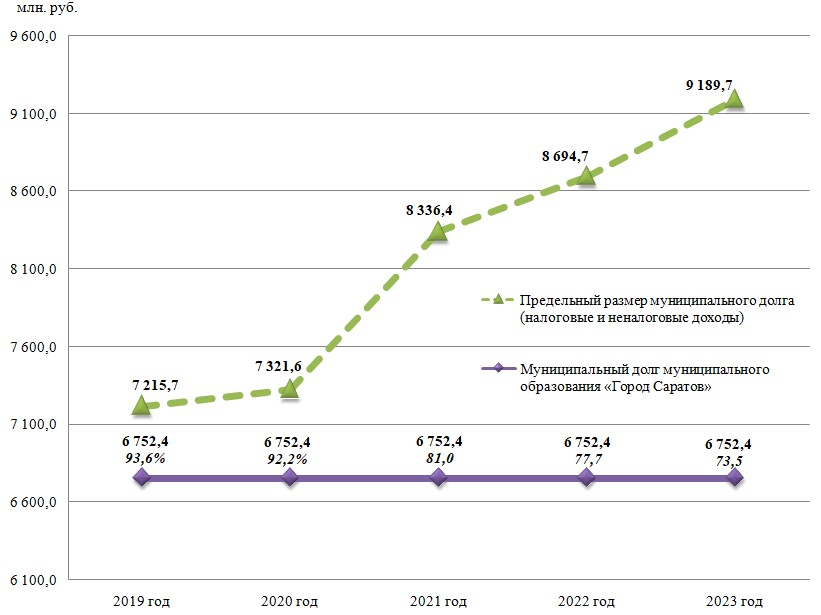 млн. руб.
9 600,0
9 100,0
8 600,0
8 100,0
7 600,0
7 100,0
6 600,0
6 100,0
9 189,7
8 694,7
8 336,4
7 321,6
7 215,7
Предельный размер муниципального долга
(налоговые и неналоговые доходы)
Муниципальный долг муниципального
образования «Город Саратов»
6 752,4
93,6%
6 752,4
92,2%
6 752,4
81,0
6 752,4
77,7
6 752,4
73,5
2019 год
2020 год
2021 год
2022 год
2023 год